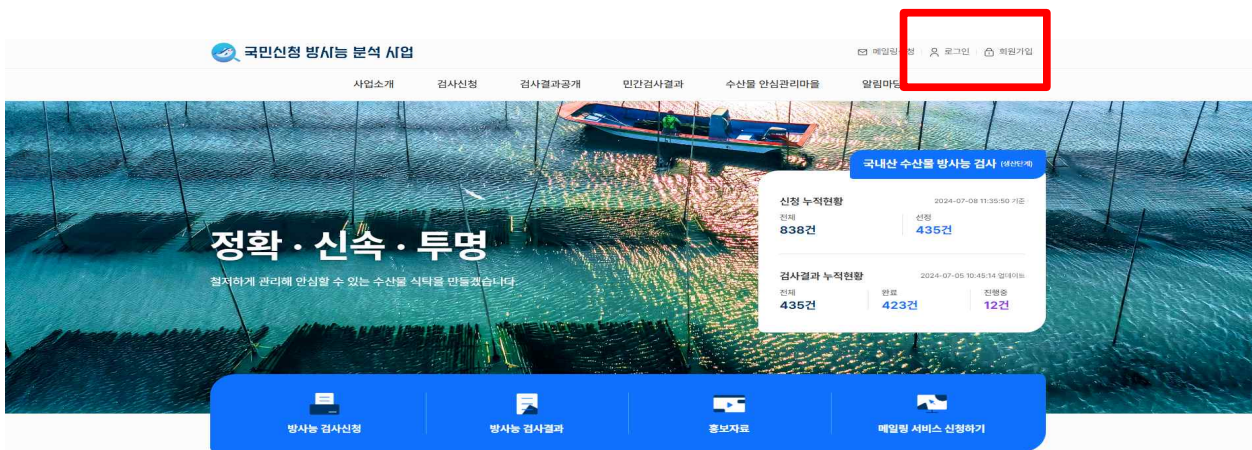 국민신청 방사능 분석 사업
메일링신청 로그인 회원가입
사업소개 검사신청 검사결과공개 민간검사결과 수산물 안심관리마을 알림마당
국내산 수산물 방사능 검사 (생산단계)
신청 누적현황 2024-07-08 11:35:50 기준
전체 선정
838건 435건
정확 · 신속 · 투명
철저하게 관리해 안심할 수 있는 수산물 식탁을 만들겠습니다.
검사결과 누적현황 2024-07-05 10:45:14 업데이트
전체 완료 진행중
435건 423건 12건
방사능 검사신청 방사능 검사결과 홍보자료 메일링 서비스 신청하기